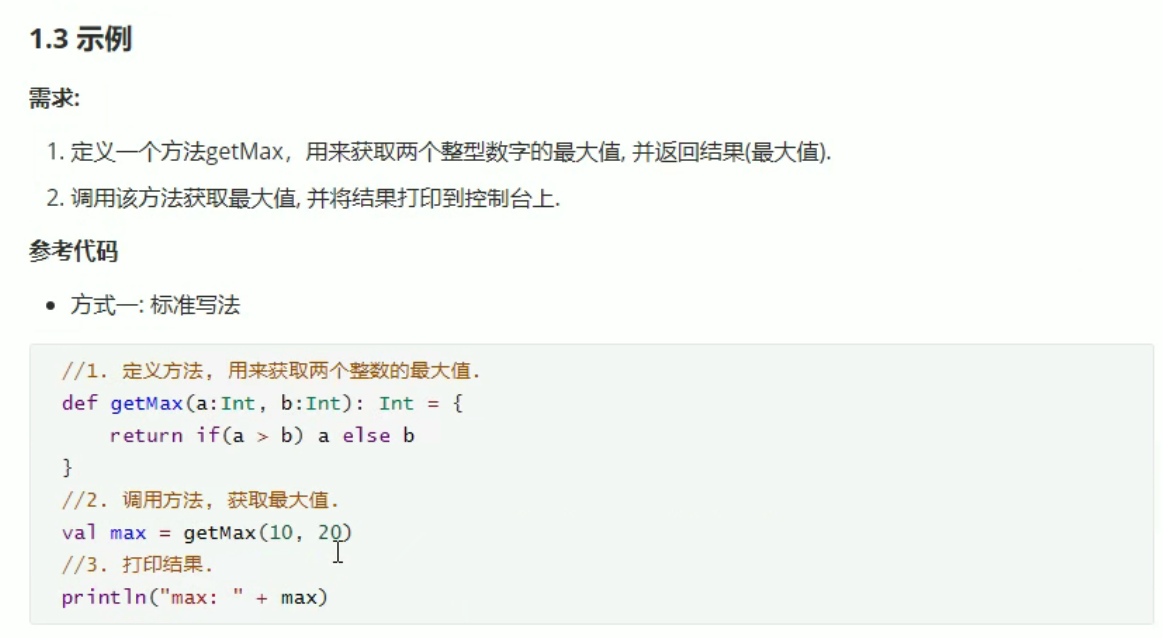 1.3 示例
需求:
1. 定义一个方法getMax，用来获取两个整型数字的最大值, 并返回结果(最大值).
2. 调用该方法获取最大值, 并将结果打印到控制台上.
参考代码
• 方式一: 标准写法
//1. 定义方法, 用来获取两个整数的最大值.
def getMax(a:Int, b:Int): Int = {
    return if(a > b) a else b
}
//2. 调用方法, 获取最大值.
val max = getMax(10, 20)
//3. 打印结果.
println("max: " + max)